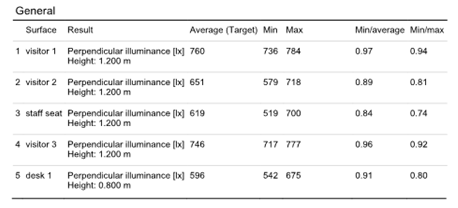 General
Surface Result Average (Target) Min Max Min/average Min/max
1 visitor 1 Perpendicular illuminance [lx] 760 736 784 0.97 0.94
Height: 1.200 m
2 visitor 2 Perpendicular illuminance [lx] 651 579 718 0.89 0.81
Height: 1.200 m
3 staff seat Perpendicular illuminance [lx] 619 519 700 0.84 0.74
Height: 1.200 m
4 visitor 3 Perpendicular illuminance [lx] 746 717 777 0.96 0.92
Height: 1.200 m
5 desk 1 Perpendicular illuminance [lx] 596 542 675 0.91 0.80
Height: 0.800 m